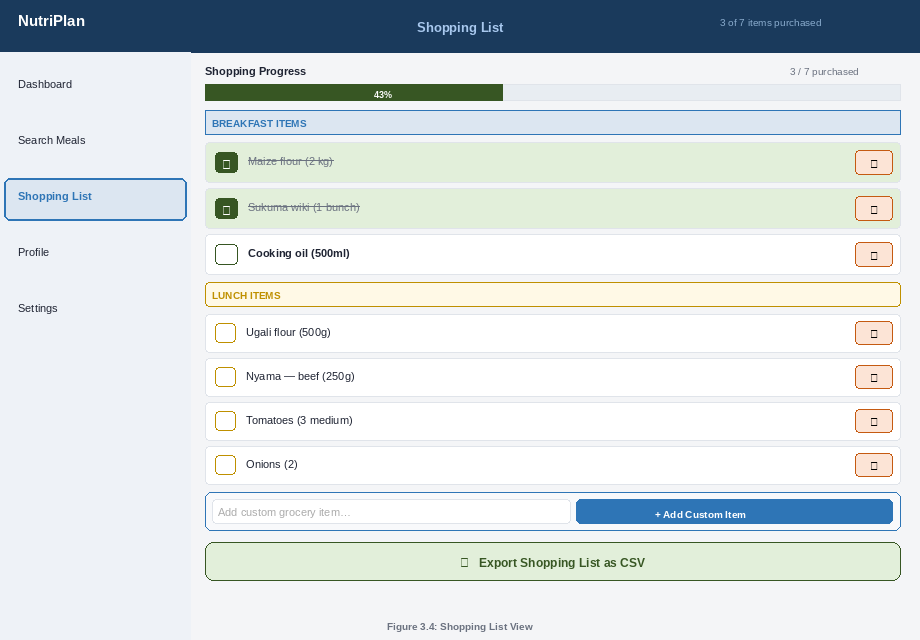 NutriPlan
Shopping List
3 of 7 items purchased
Dashboard
Search Meals
Shopping List
Profile
Settings
Shopping Progress
3 / 7 purchased
43%
BREAKFAST ITEMS
Maize flour (2 kg)
Sukuma wiki (1 bunch)
Cooking oil (500ml)
LUNCH ITEMS
Ugali flour (500g)
Nyama — beef (250g)
Tomatoes (3 medium)
Onions (2)
Add custom grocery item...
+ Add Custom Item
Export Shopping List as CSV
Figure 3.4: Shopping List View